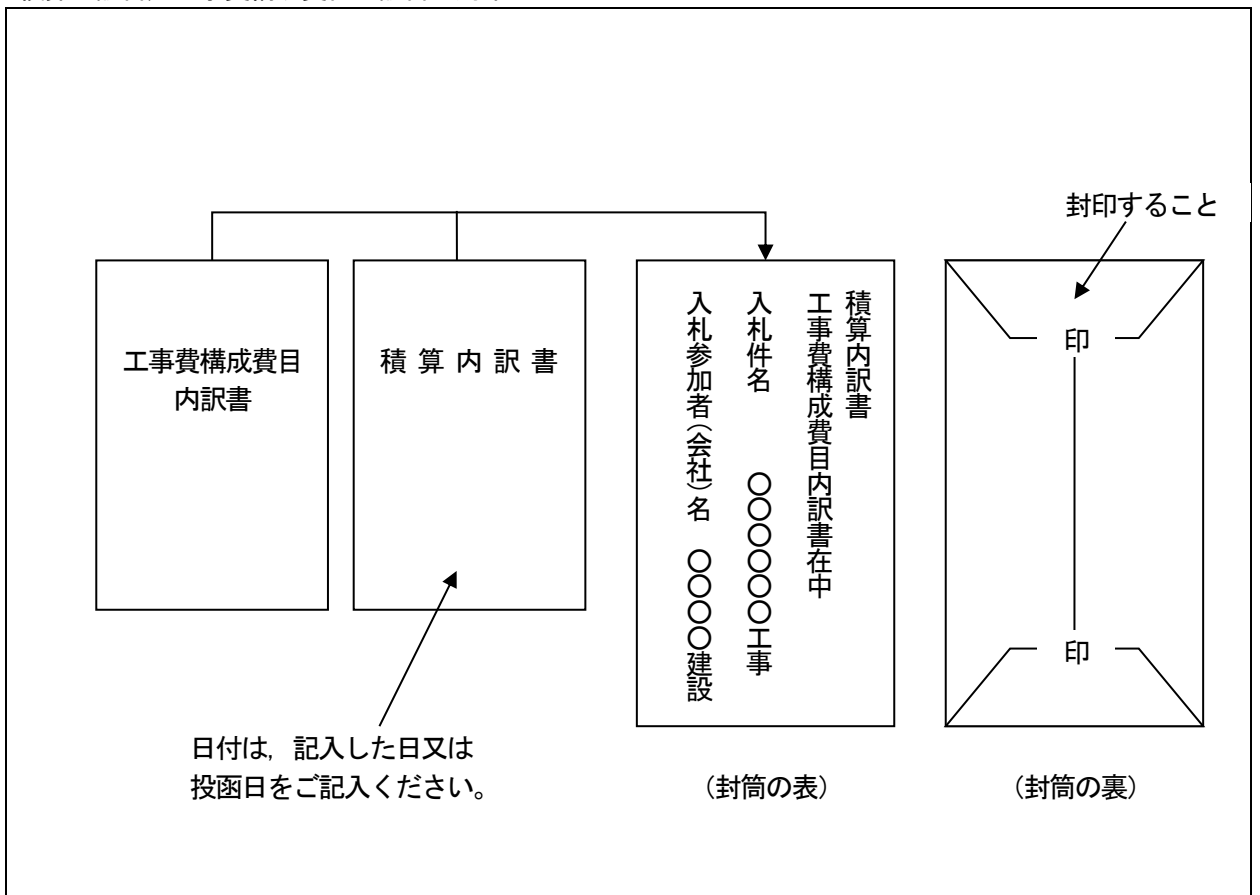 封印すること
工事費構成費目
内訳書
積算内訳書
積算内訳書
工事費構成費目内訳書在中
入札件名　〇〇〇〇〇〇工事
入札参加者(会社)名　〇〇〇〇建設
印
印
日付は，記入した日又は
投函日をご記入ください。
(封筒の表)
(封筒の裏)